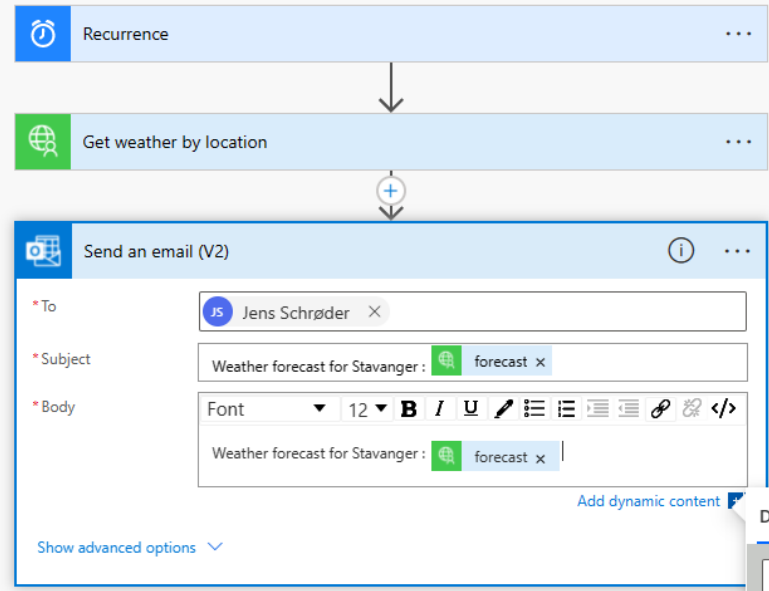 Recurrence
Get weather by location
Send an email (V2)
*To
JS Jens Schrøder
*Subject
Weather forecast for Stavanger : forecast
*Body
Font 12 B I U </>
Weather forecast for Stavanger : forecast
Add dynamic content
D
Show advanced options